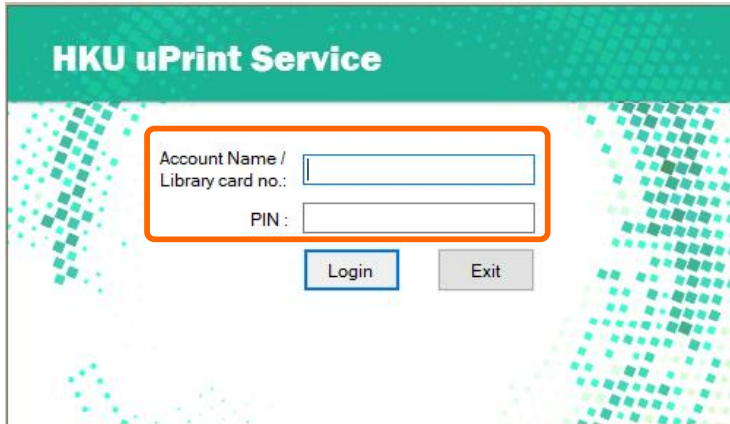 HKU uPrint Service
Account Name /
Library card no.:
PIN :
Login Exit